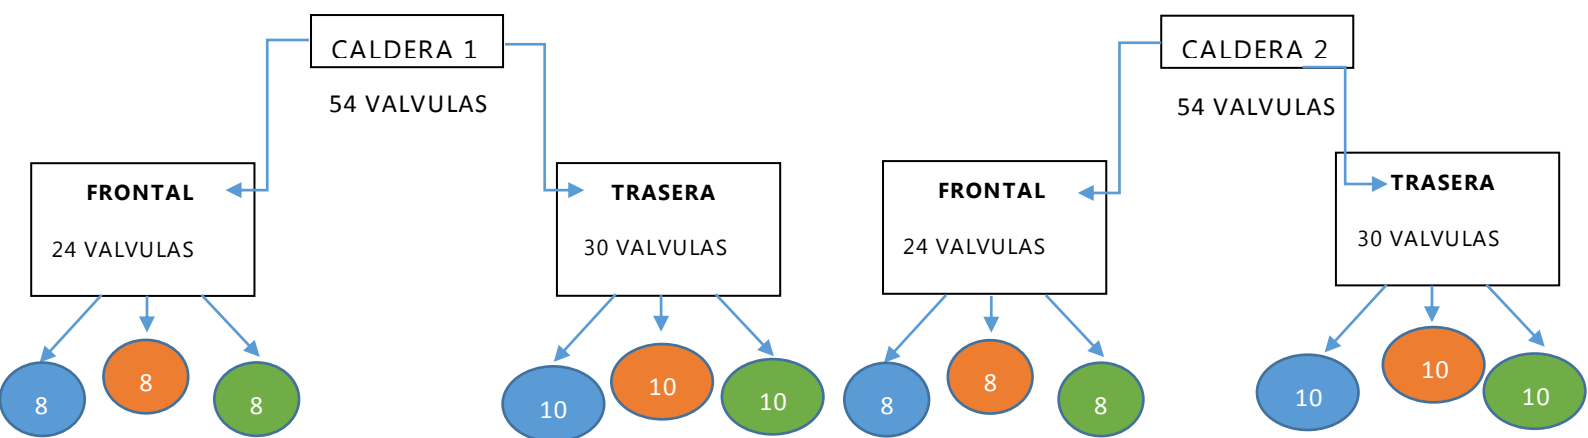 CALDERA 1
54 VALVULAS
FRONTAL
24 VALVULAS
8
8
8
TRASERA
30 VALVULAS
10
10
10
CALDERA 2
54 VALVULAS
FRONTAL
24 VALVULAS
8
8
8
TRASERA
30 VALVULAS
10
10
10